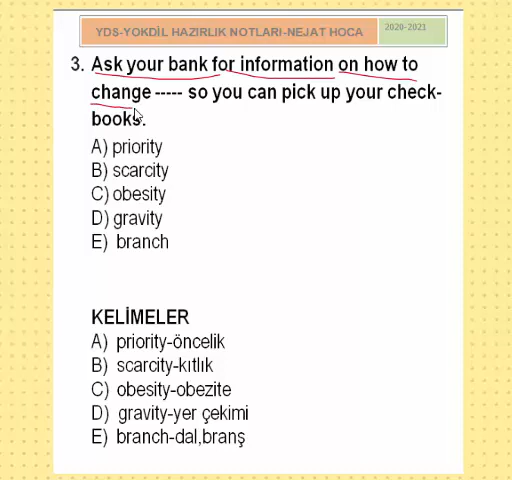 YDS-YOKDİL HAZIRLIK NOTLARI-NEJAT HOCA
2020-2021
3. Ask your bank for information on how to
change ----- so you can pick up your check-
books.
A) priority
B) scarcity
C) obesity
D) gravity
E) branch
KELİMELER
A) priority-öncelik
B) scarcity-kıtlık
C) obesity-obezite
D) gravity-yer çekimi
E) branch-dal,branş